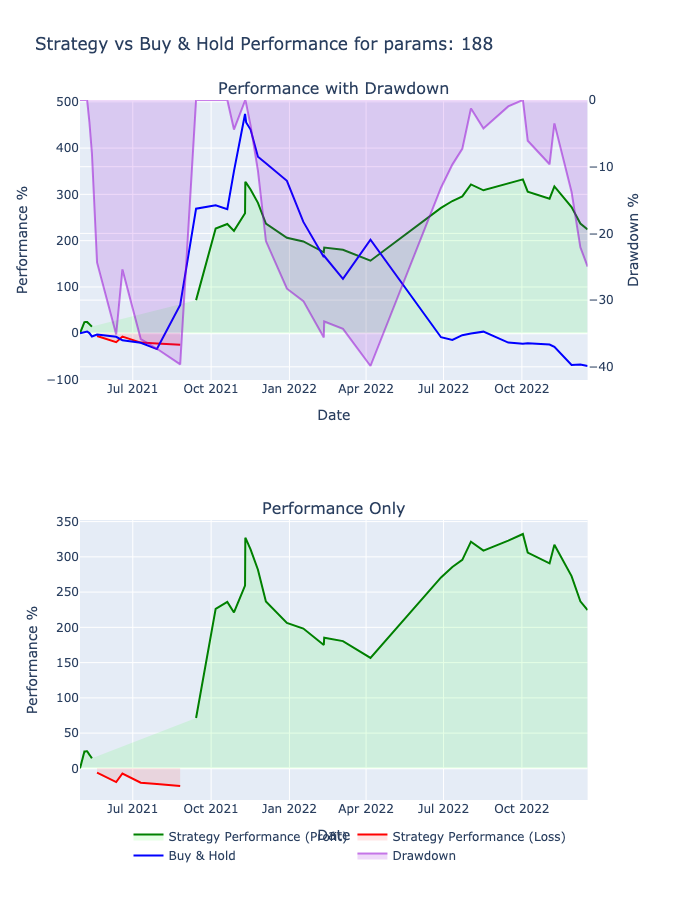 Strategy vs Buy & Hold Performance for params: 188
Performance with Drawdown
500
400
300
200
100
0
−100
0
−10
−20
−30
−40
Performance %
Drawdown %
Jul 2021
Oct 2021
Jan 2022
Apr 2022
Jul 2022
Oct 2022
Date
Performance Only
350
300
250
200
150
100
50
0
Performance %
Jul 2021
Oct 2021
Jan 2022
Apr 2022
Jul 2022
Oct 2022
Date
Strategy Performance (Profit)
Strategy Performance (Loss)
Buy & Hold
Drawdown